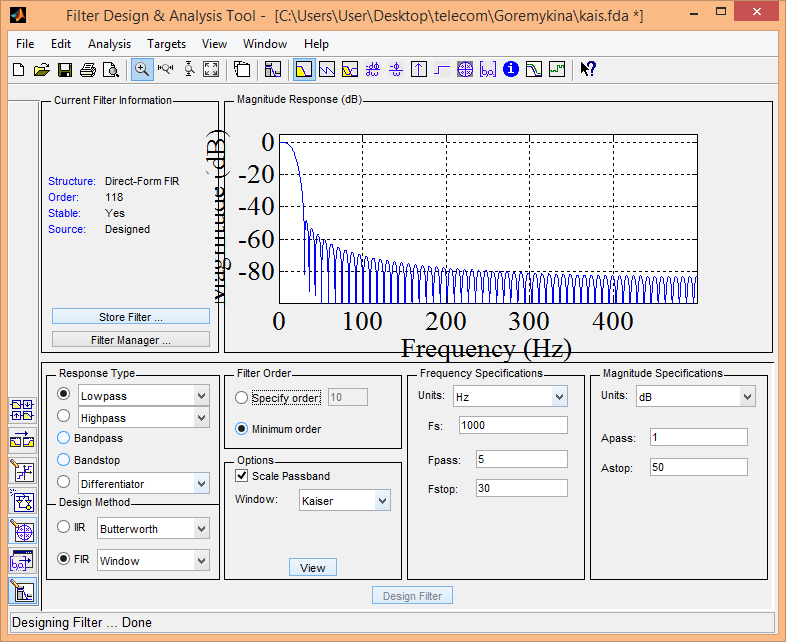 Filter Design & Analysis Tool - [C:\Users\User\Desktop\telecom\Goremykina\kais.fda *]
File Edit Analysis Targets View Window Help
Current Filter Information
Structure: Direct-Form FIR
Order: 118
Stable: Yes
Source: Designed
Store Filter ...
Filter Manager ...
Magnitude Response (dB)
Magnitude (dB)
0
-20
-40
-60
-80
0 100 200 300 400
Frequency (Hz)
Response Type
Lowpass
Highpass
Bandpass
Bandstop
Differentiator
Design Method
IIR Butterworth
FIR Window
Filter Order
Specify order: 10
Minimum order
Options
Scale Passband
Window: Kaiser
View
Frequency Specifications
Units: Hz
Fs: 1000
Fpass: 5
Fstop: 30
Magnitude Specifications
Units: dB
Apass: 1
Astop: 50
Design Filter
Designing Filter ... Done